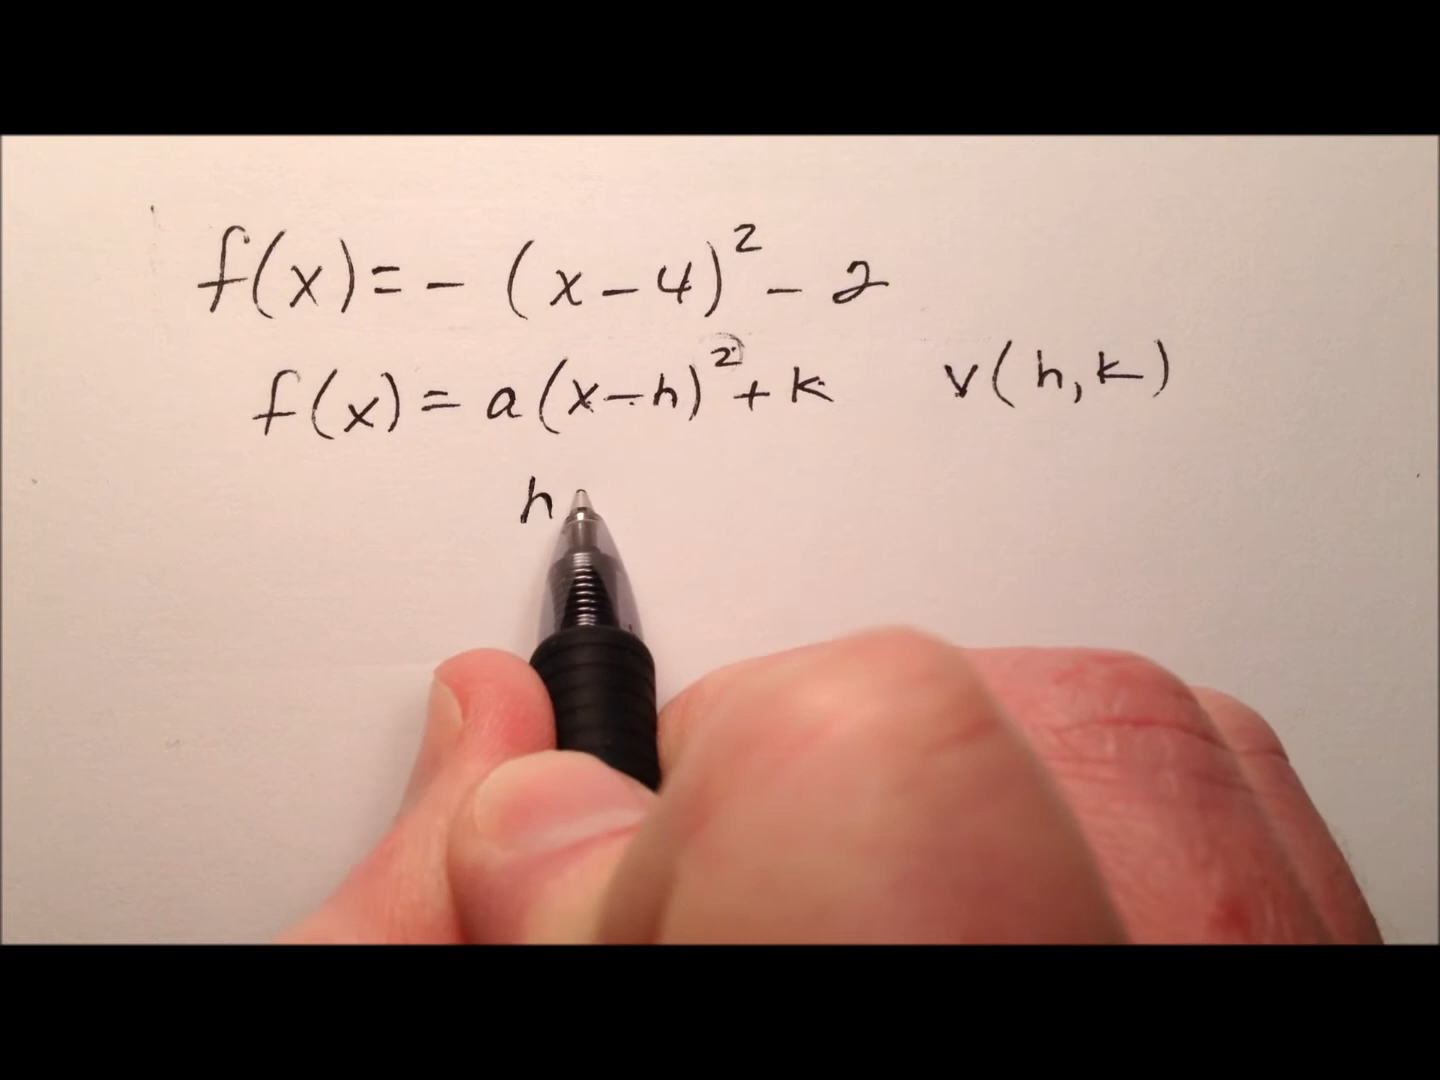 f(x) = - (x - 4)² - 2
f(x) = a(x - h)² + k    v(h, k)
h